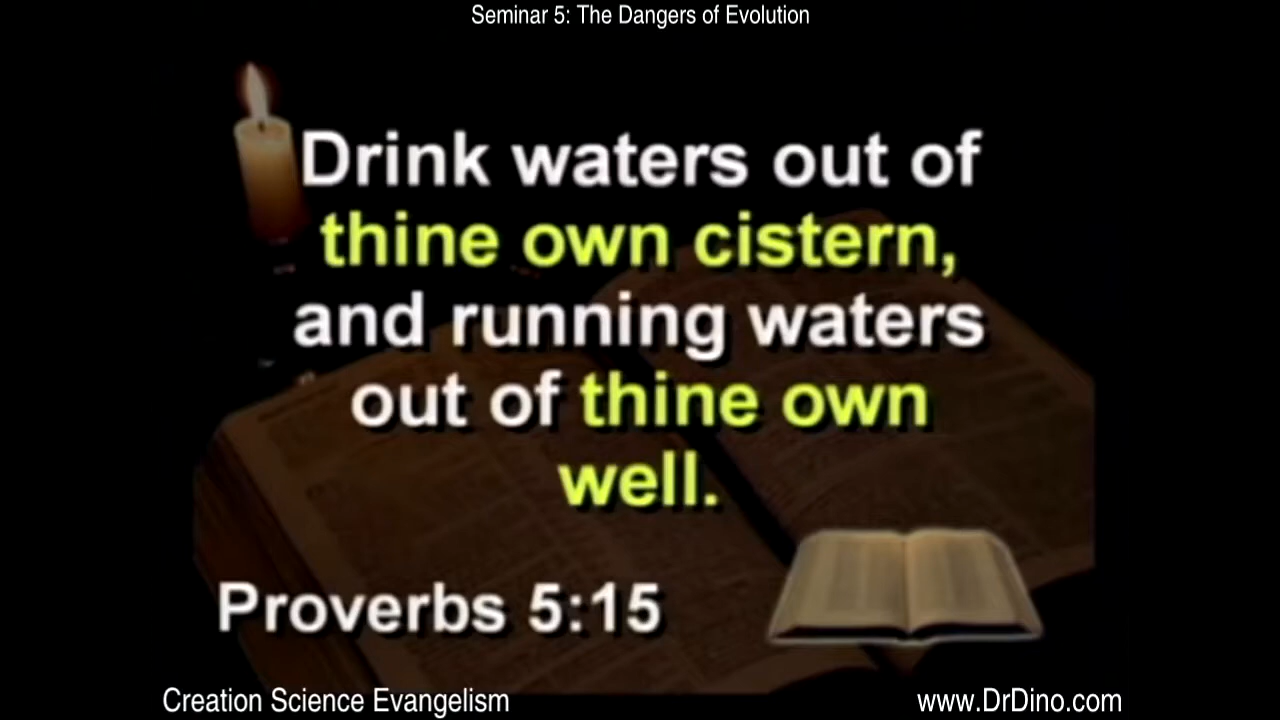 Seminar 5: The Dangers of Evolution
Drink waters out of
thine own cistern,
and running waters
out of thine own
well.
Proverbs 5:15
Creation Science Evangelism
www.DrDino.com